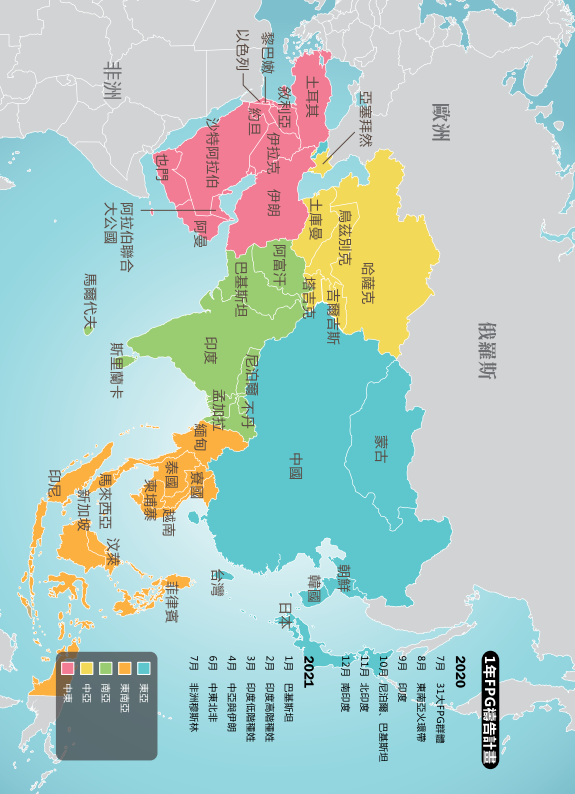 1年FPG禱告計畫
2020
7月 31大FPG群體
8月 東南亞火環帶
9月 印度
10月 尼泊爾、巴基斯坦
11月 北印度
12月 南印度
2021
1月 巴基斯坦
2月 印度高階種姓
3月 印度低階種姓
4月 中亞與伊朗
6月 中東北非
7月 非洲穆斯林
東亞
東南亞
南亞
中亞
中東
俄羅斯
歐洲
非洲
哈薩克
烏茲別克
吉爾吉斯
土庫曼
塔吉克
亞塞拜然
土耳其
敘利亞
黎巴嫩
以色列
約旦
伊拉克
伊朗
沙特阿拉伯
也門
阿曼
阿拉伯聯合
大公國
阿富汗
巴基斯坦
印度
尼泊爾
不丹
孟加拉
馬爾代夫
斯里蘭卡
蒙古
中國
朝鮮
韓國
日本
台灣
緬甸
寮國
泰國
越南
柬埔寨
馬來西亞
新加坡
汶萊
印尼
菲律賓